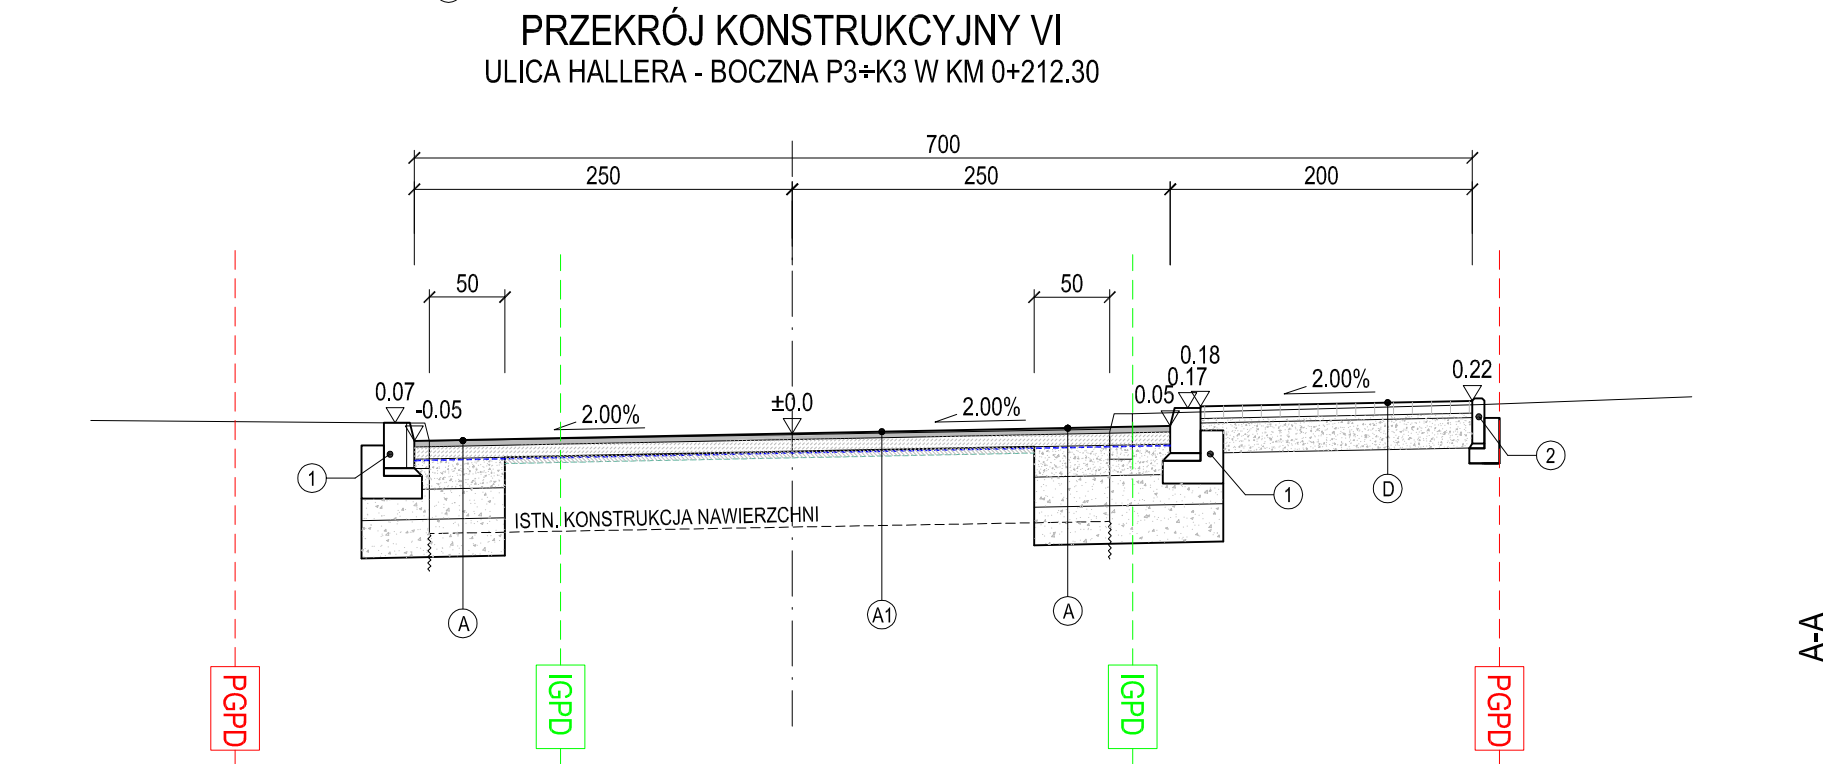 PRZEKRÓJ KONSTRUKCYJNY VI
ULICA HALLERA - BOCZNA P3÷K3 W KM 0+212.30
700
250 250 200
50 50
0.18
0.07 -0.05 2.00% ±0.0 2.00% 0.05 0.17 2.00% 0.22
1 ISTN. KONSTRUKCJA NAWIERZCHNI 1 D 2
A A1 A
A-A
PGPD IGPD IGPD PGPD